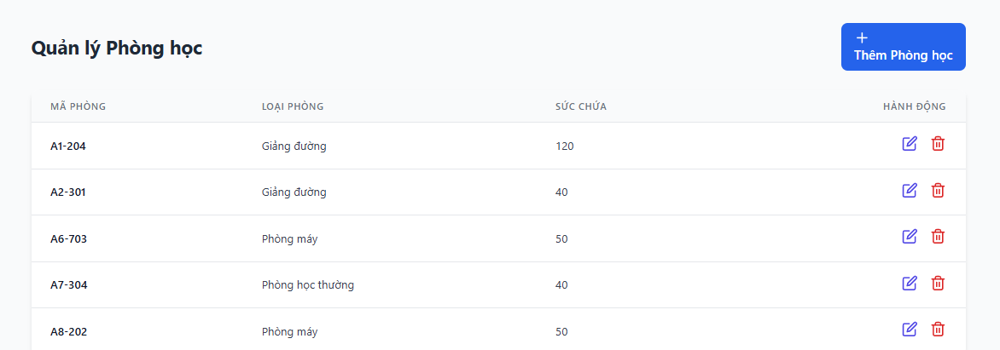 Quản lý Phòng học
Thêm Phòng học
MÃ PHÒNG LOẠI PHÒNG SỨC CHỨA HÀNH ĐỘNG
A1-204 Giảng đường 120
A2-301 Giảng đường 40
A6-703 Phòng máy 50
A7-304 Phòng học thường 40
A8-202 Phòng máy 50